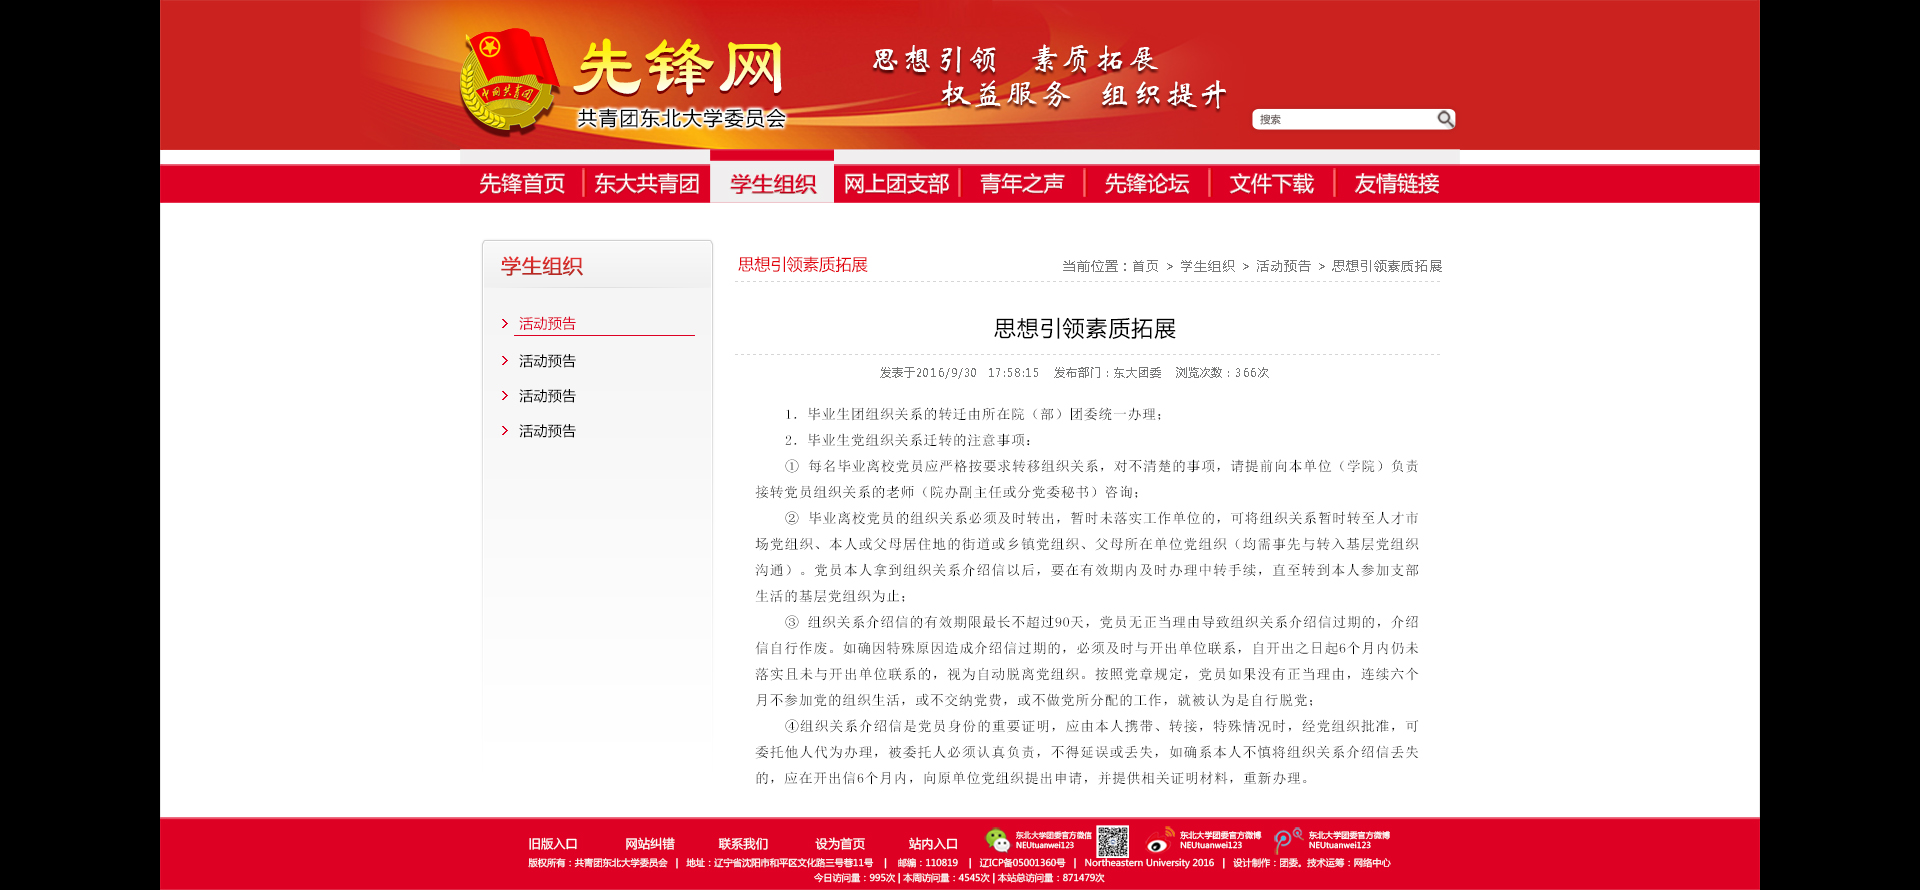 中国共青团
先锋网
共青团东北大学委员会
思想引领 素质拓展
权益服务 组织提升
搜索
先锋首页 东大共青团 学生组织 网上团支部 青年之声 先锋论坛 文件下载 友情链接
学生组织
活动预告
活动预告
活动预告
活动预告
思想引领素质拓展
当前位置：首页 > 学生组织 > 活动预告 > 思想引领素质拓展
思想引领素质拓展
发表于2016/9/30 17:58:15 发布部门：东大团委 浏览次数：366次
1. 毕业生团组织关系的转迁由所在院（部）团委统一办理；
2. 毕业生党组织关系迁转的注意事项：
① 每名毕业离校党员应严格按要求转移组织关系，对不清楚的事项，请提前向本单位（学院）负责
接转党员组织关系的老师（院办副主任或分党委秘书）咨询；
② 毕业离校党员的组织关系必须及时转出，暂时未落实工作单位的，可将组织关系暂时转至人才市
场党组织、本人或父母居住地的街道或乡镇党组织、父母所在单位党组织（均需事先与转入基层党组织
沟通）。党员本人拿到组织关系介绍信以后，要在有效期内及时办理中转手续，直至转到本人参加支部
生活的基层党组织为止；
③ 组织关系介绍信的有效期限最长不超过90天，党员无正当理由导致组织关系介绍信过期的，介绍
信自行作废。如确因特殊原因造成介绍信过期的，必须及时与开出单位联系，自开出之日起6个月内仍未
落实且未与开出单位联系的，视为自动脱离党组织。按照党章规定，党员如果没有正当理由，连续六个
月不参加党的组织生活，或不交纳党费，或不做党所分配的工作，就被认为是自行脱党；
④组织关系介绍信是党员身份的重要证明，应由本人携带、转接，特殊情况时，经党组织批准，可
委托他人代为办理，被委托人必须认真负责，不得延误或丢失，如确系本人不慎将组织关系介绍信丢失
的，应在开出信6个月内，向原单位党组织提出申请，并提供相关证明材料，重新办理。
旧版入口 网站纠错 联系我们 设为首页 站内入口
东北大学团委官方微信
NEUtuanwei123
东北大学团委官方微博
NEUtuanwei123
东北大学团委官方微博
NEUtuanwei123
版权所有：共青团东北大学委员会 | 地址：辽宁省沈阳市和平区文化路三号巷11号 | 邮编：110819 | 辽ICP备05001360号 | Northeastern University 2016 | 设计制作：团委，技术运筹：网络中心
今日访问量：995次 | 本周访问量：4545次 | 本站总访问量：871479次